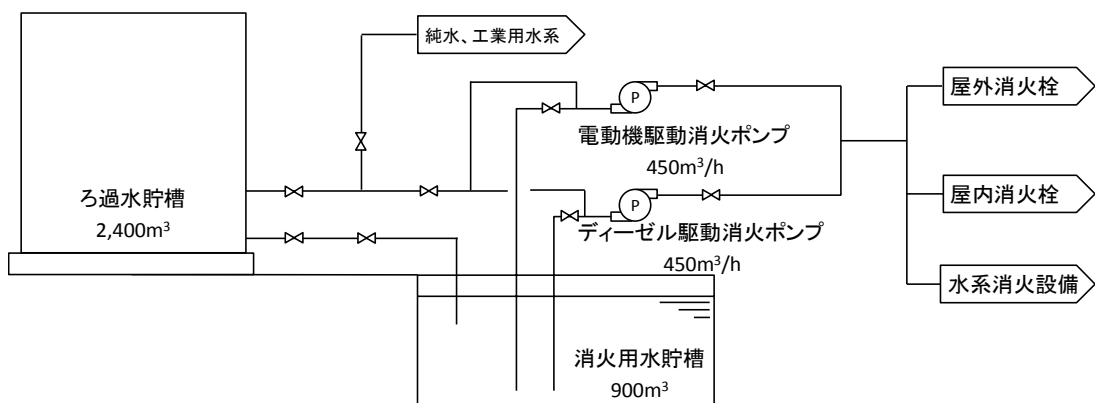 純水、工業用水系
P
電動機駆動消火ポンプ
450m³/h
屋外消火栓
ろ過水貯槽
2,400m³
P
ディーゼル駆動消火ポンプ
450m³/h
屋内消火栓
水系消火設備
消火用水貯槽
900m³